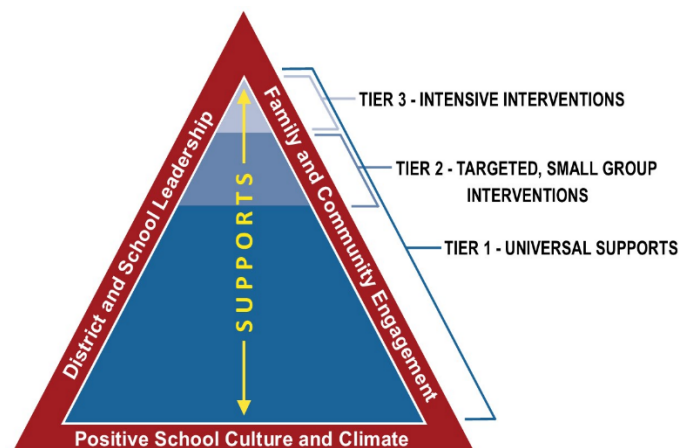 District and School Leadership
Family and Community Engagement
SUPPORTS
TIER 3 - INTENSIVE INTERVENTIONS
TIER 2 - TARGETED, SMALL GROUP
INTERVENTIONS
TIER 1 - UNIVERSAL SUPPORTS
Positive School Culture and Climate